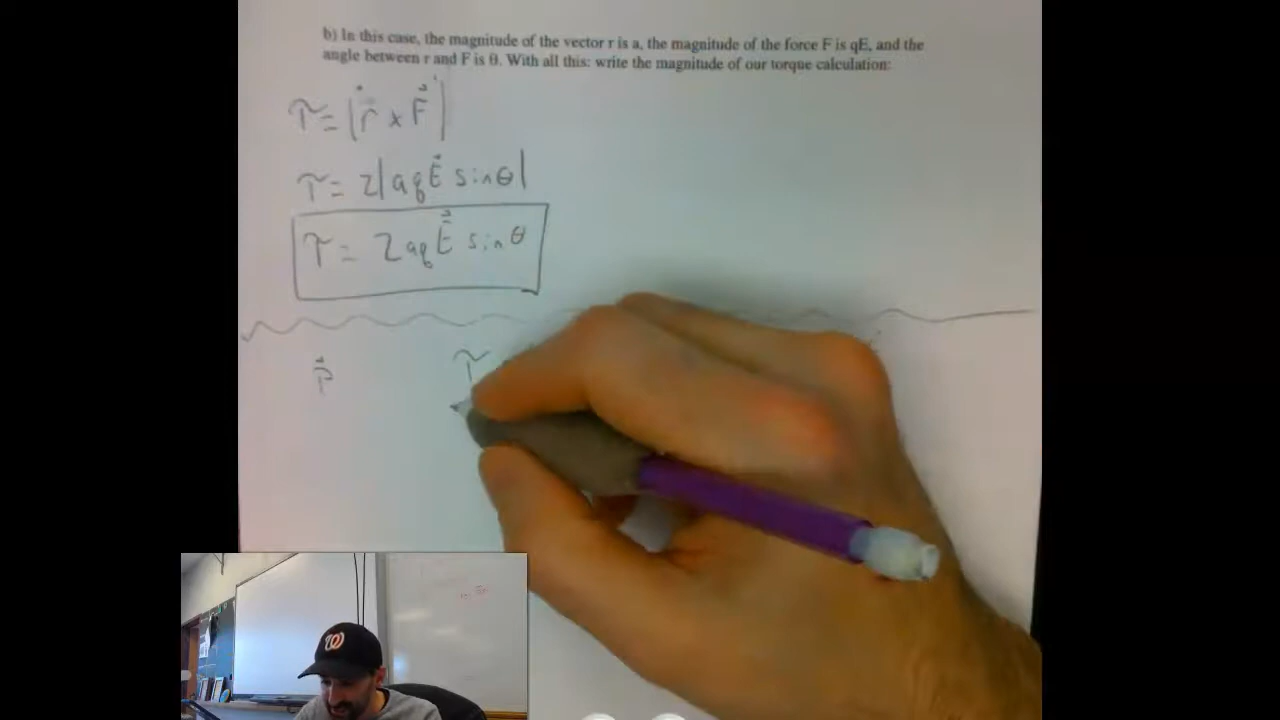 b) In this case, the magnitude of the vector r is a, the magnitude of the force F is qE, and the
angle between r and F is θ. With all this: write the magnitude of our torque calculation:
τ = |r⃗ × F⃗|
τ = 2|aqE⃗ sinθ|
τ = 2aqE⃗ sinθ
p⃗ τ
W